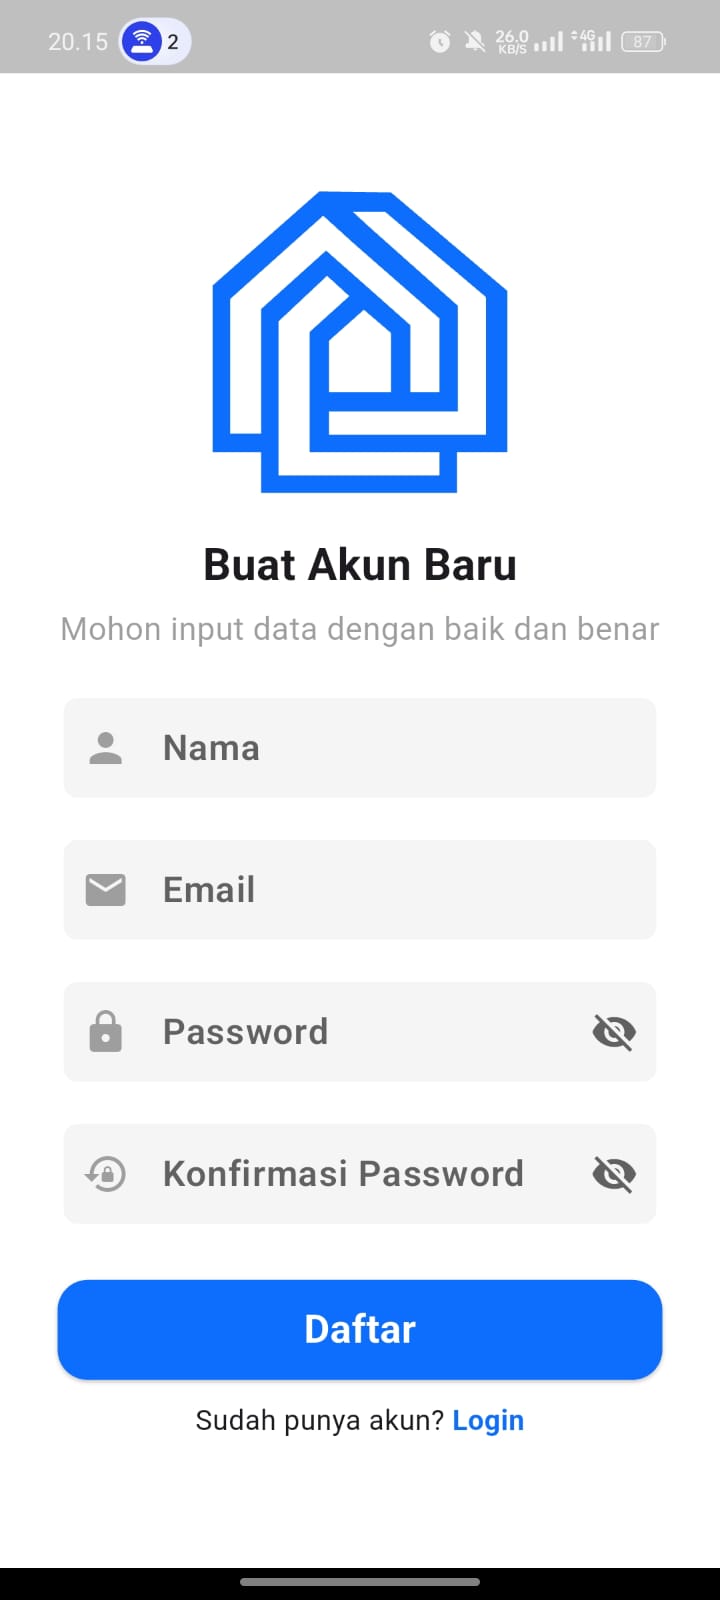 20.15 2 26.0 KB/S 4G 87
Buat Akun Baru
Mohon input data dengan baik dan benar
Nama
Email
Password
Konfirmasi Password
Daftar
Sudah punya akun? Login